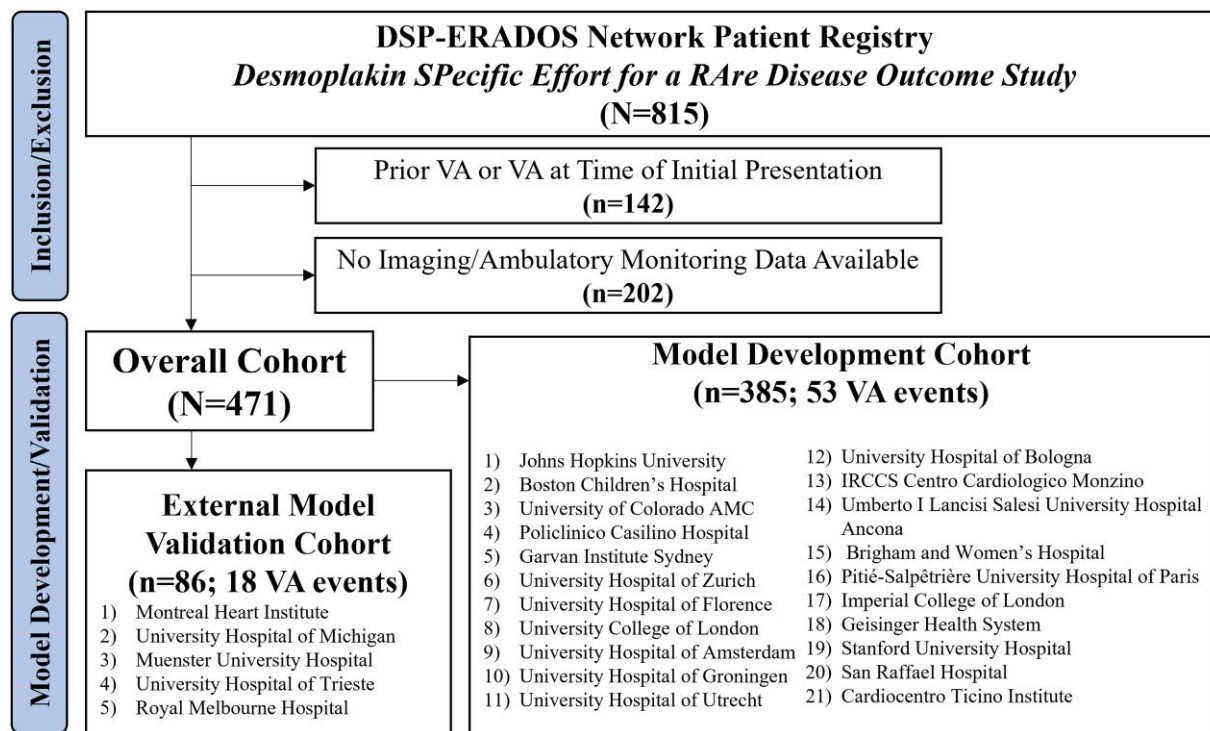 Inclusion/Exclusion
DSP-ERADOS Network Patient Registry
Desmoplakin SPecific Effort for a RAre Disease Outcome Study
(N=815)
Prior VA or VA at Time of Initial Presentation
(n=142)
No Imaging/Ambulatory Monitoring Data Available
(n=202)
Model Development/Validation
Overall Cohort
(N=471)
External Model
Validation Cohort
(n=86; 18 VA events)
1) Montreal Heart Institute
2) University Hospital of Michigan
3) Muenster University Hospital
4) University Hospital of Trieste
5) Royal Melbourne Hospital
Model Development Cohort
(n=385; 53 VA events)
1) Johns Hopkins University
2) Boston Children's Hospital
3) University of Colorado AMC
4) Policlinico Casilino Hospital
5) Garvan Institute Sydney
6) University Hospital of Zurich
7) University Hospital of Florence
8) University College of London
9) University Hospital of Amsterdam
10) University Hospital of Groningen
11) University Hospital of Utrecht
12) University Hospital of Bologna
13) IRCCS Centro Cardiologico Monzino
14) Umberto I Lancisi Salesi University Hospital
Ancona
15) Brigham and Women's Hospital
16) Pitié-Salpêtrière University Hospital of Paris
17) Imperial College of London
18) Geisinger Health System
19) Stanford University Hospital
20) San Raffael Hospital
21) Cardiocentro Ticino Institute